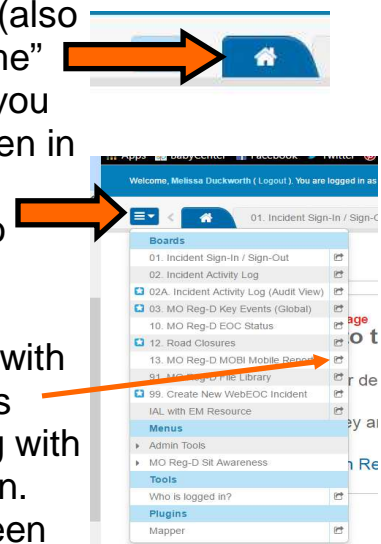 (also
ne”
you
en in
Apps BabyCenter Facebook Twitter
Welcome, Melissa Duckworth ( Logout ). You are logged in as
01. Incident Sign-In / Sign-O
Boards
01. Incident Sign-In / Sign-Out
02. Incident Activity Log
02A. Incident Activity Log (Audit View)
03. MO Reg-D Key Events (Global)
10. MO Reg-D EOC Status
12. Road Closures
13. MO Reg-D MOBI Mobile Report
91. MO Reg-D File Library
99. Create New WebEOC Incident
IAL with EM Resource
Menus
Admin Tools
MO Reg-D Sit Awareness
Tools
Who is logged in?
Plugins
Mapper
age
o t
r de
ey a
Re
o
with
s
g with
n.
een